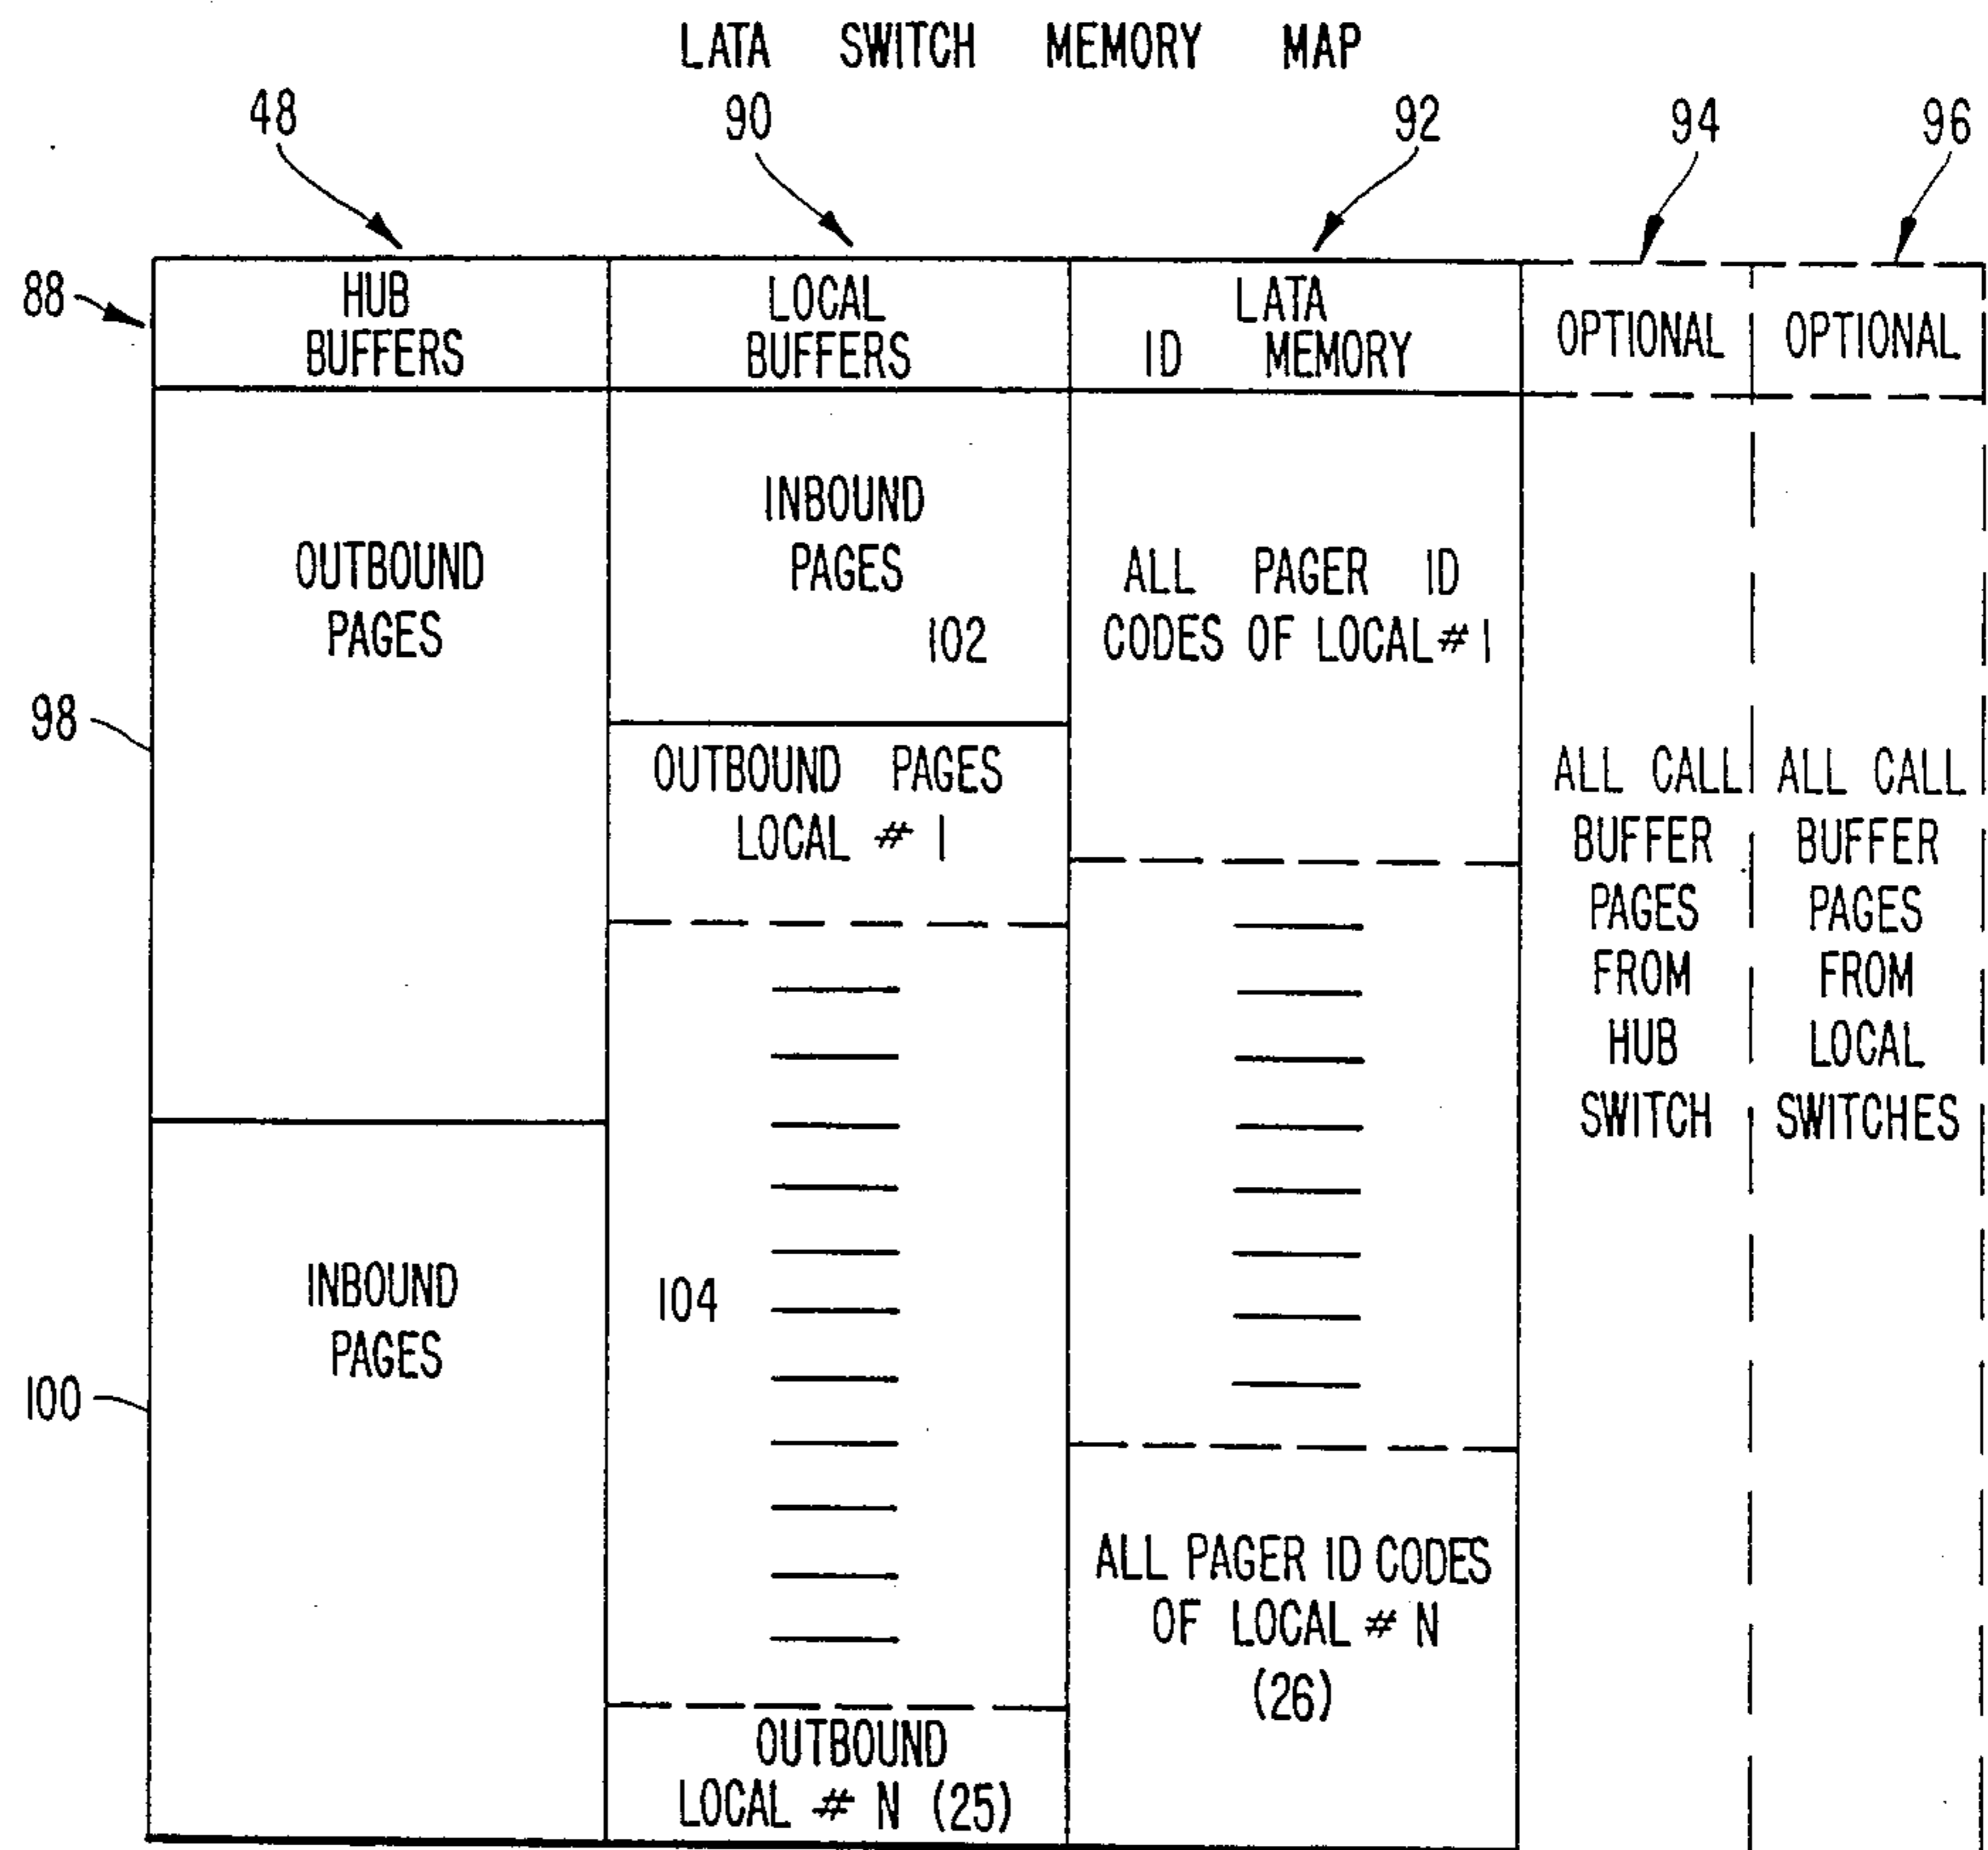 LATA SWITCH MEMORY MAP
48
90
92
94
96
88
HUB
BUFFERS
LOCAL
BUFFERS
LATA
ID MEMORY
OPTIONAL
OPTIONAL
OUTBOUND
PAGES
98
INBOUND
PAGES
100
INBOUND
PAGES
102
OUTBOUND PAGES
LOCAL # 1
104
OUTBOUND
LOCAL # N (25)
ALL PAGER ID
CODES OF LOCAL # 1
ALL PAGER ID CODES
OF LOCAL # N
(26)
ALL CALL
BUFFER
PAGES
FROM
HUB
SWITCH
ALL CALL
BUFFER
PAGES
FROM
LOCAL
SWITCHES